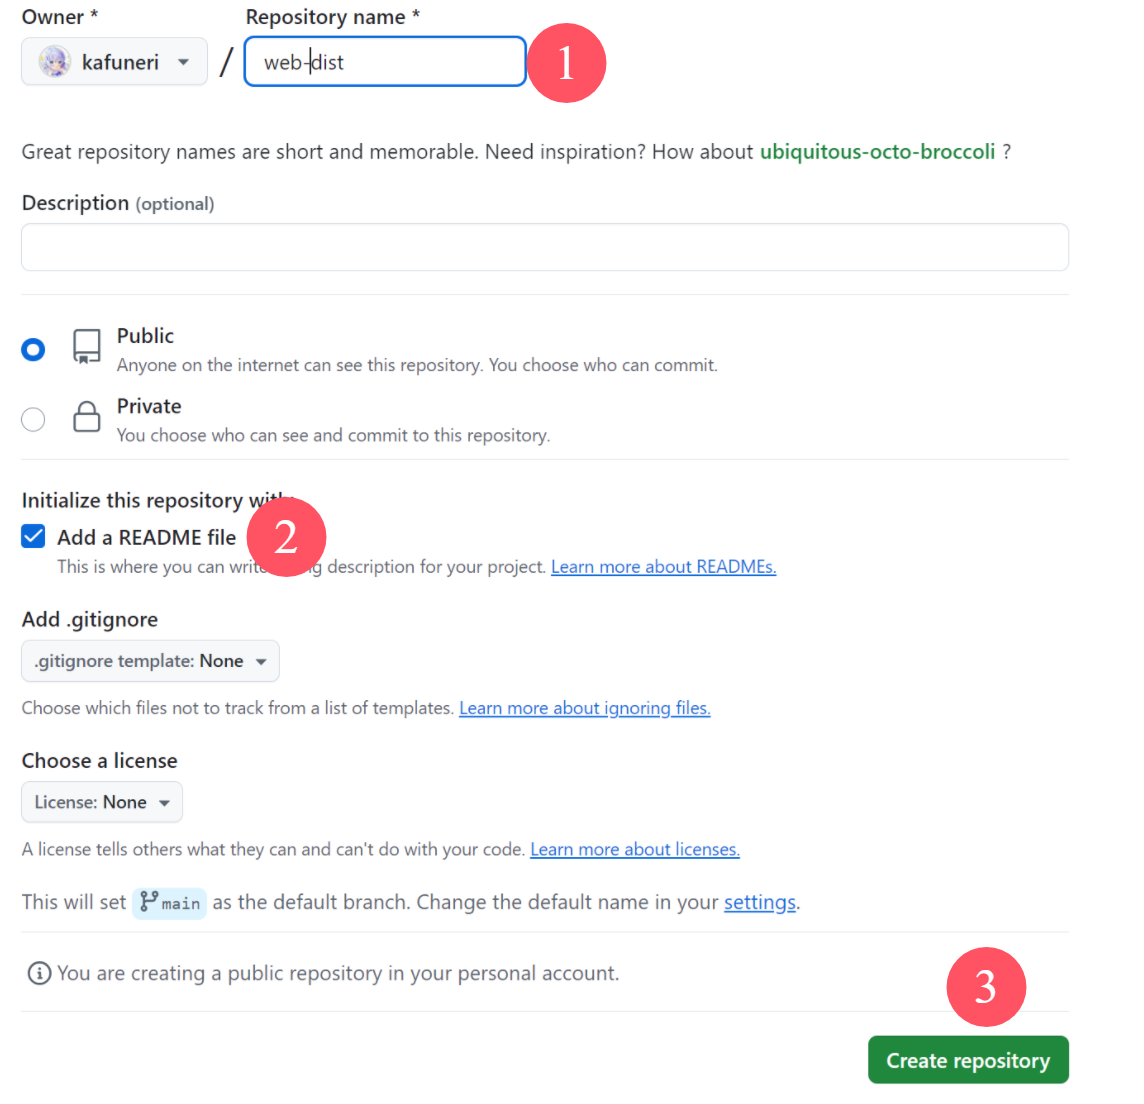 Owner * Repository name *
kafuneri / web-dist 1
Great repository names are short and memorable. Need inspiration? How about ubiquitous-octo-broccoli ?
Description (optional)
Public
Anyone on the internet can see this repository. You choose who can commit.
Private
You choose who can see and commit to this repository.
Initialize this repository with:
Add a README file 2
This is where you can write g description for your project. Learn more about READMEs.
Add .gitignore
.gitignore template: None
Choose which files not to track from a list of templates. Learn more about ignoring files.
Choose a license
License: None
A license tells others what they can and can't do with your code. Learn more about licenses.
This will set main as the default branch. Change the default name in your settings.
You are creating a public repository in your personal account.
3
Create repository